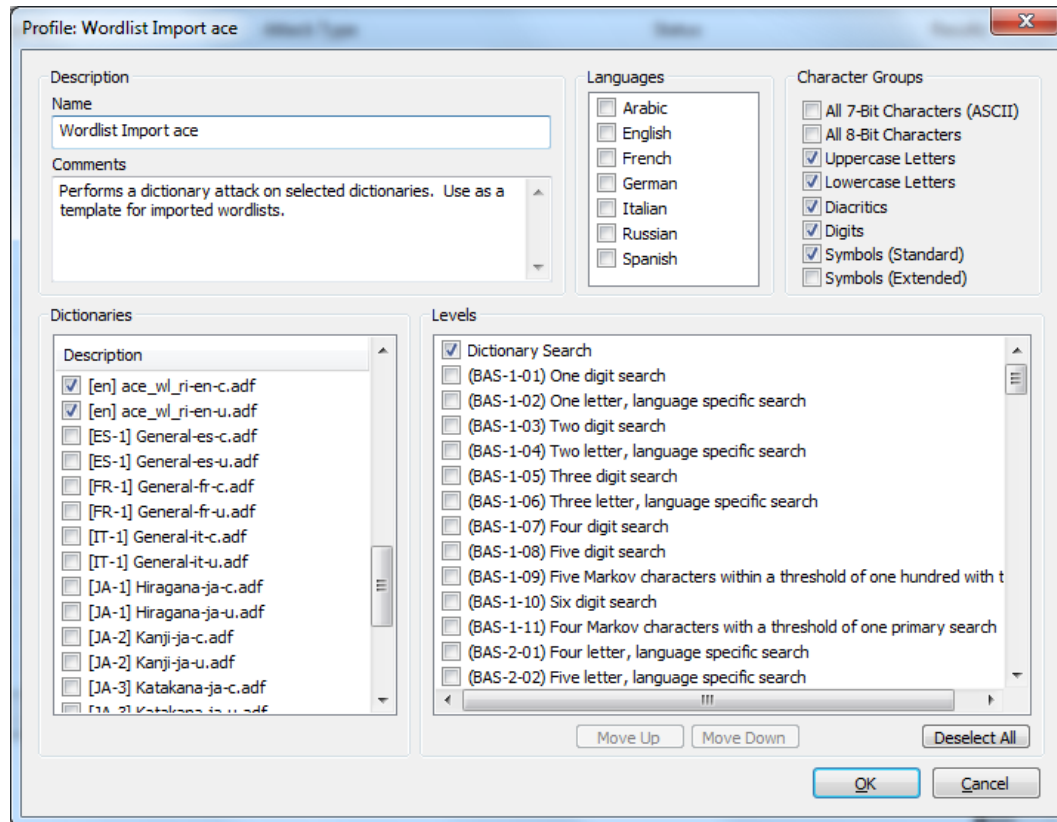 Profile: Wordlist Import ace
Attack Type
Status
Description
Name
Wordlist Import ace
Comments
Performs a dictionary attack on selected dictionaries.  Use as a
template for imported wordlists.
Languages
Arabic
English
French
German
Italian
Russian
Spanish
Character Groups
All 7-Bit Characters (ASCII)
All 8-Bit Characters
Uppercase Letters
Lowercase Letters
Diacritics
Digits
Symbols (Standard)
Symbols (Extended)
Dictionaries
Description
[en] ace_wl_ri-en-c.adf
[en] ace_wl_ri-en-u.adf
[ES-1] General-es-c.adf
[ES-1] General-es-u.adf
[FR-1] General-fr-c.adf
[FR-1] General-fr-u.adf
[IT-1] General-it-c.adf
[IT-1] General-it-u.adf
[JA-1] Hiragana-ja-c.adf
[JA-1] Hiragana-ja-u.adf
[JA-2] Kanji-ja-c.adf
[JA-2] Kanji-ja-u.adf
[JA-3] Katakana-ja-c.adf
[JA-3] Katakana-ja-u.adf
Levels
Dictionary Search
(BAS-1-01) One digit search
(BAS-1-02) One letter, language specific search
(BAS-1-03) Two digit search
(BAS-1-04) Two letter, language specific search
(BAS-1-05) Three digit search
(BAS-1-06) Three letter, language specific search
(BAS-1-07) Four digit search
(BAS-1-08) Five digit search
(BAS-1-09) Five Markov characters within a threshold of one hundred with t
(BAS-1-10) Six digit search
(BAS-1-11) Four Markov characters with a threshold of one primary search
(BAS-2-01) Four letter, language specific search
(BAS-2-02) Five letter, language specific search
Move Up
Move Down
Deselect All
OK
Cancel